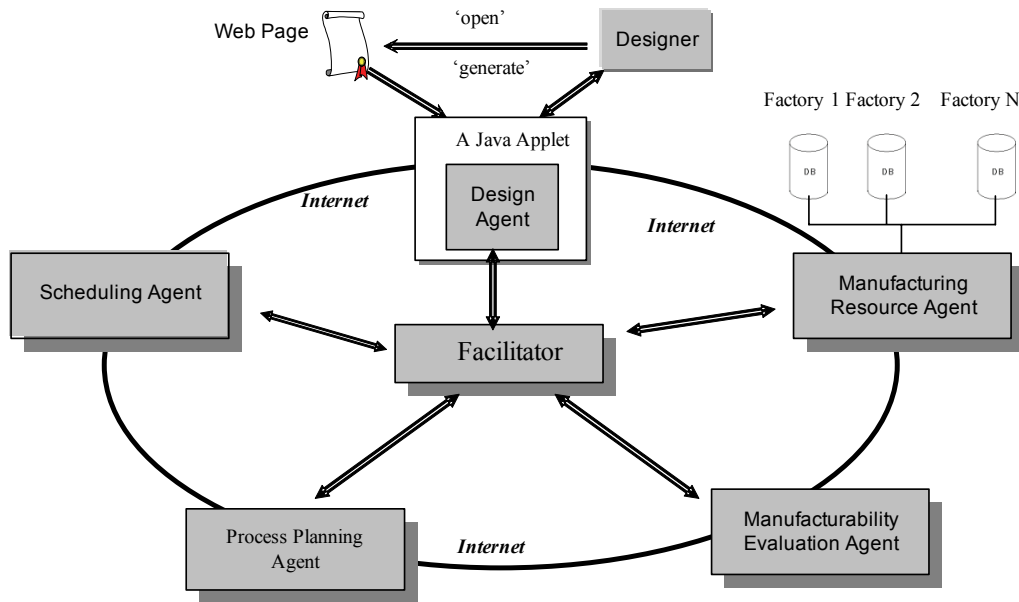 Web Page
‘open’
‘generate’
Designer
Factory 1 Factory 2 Factory N
DB DB DB
A Java Applet
Design
Agent
Internet
Internet
Scheduling Agent
Manufacturing
Resource Agent
Facilitator
Process Planning
Agent
Internet
Manufacturability
Evaluation Agent